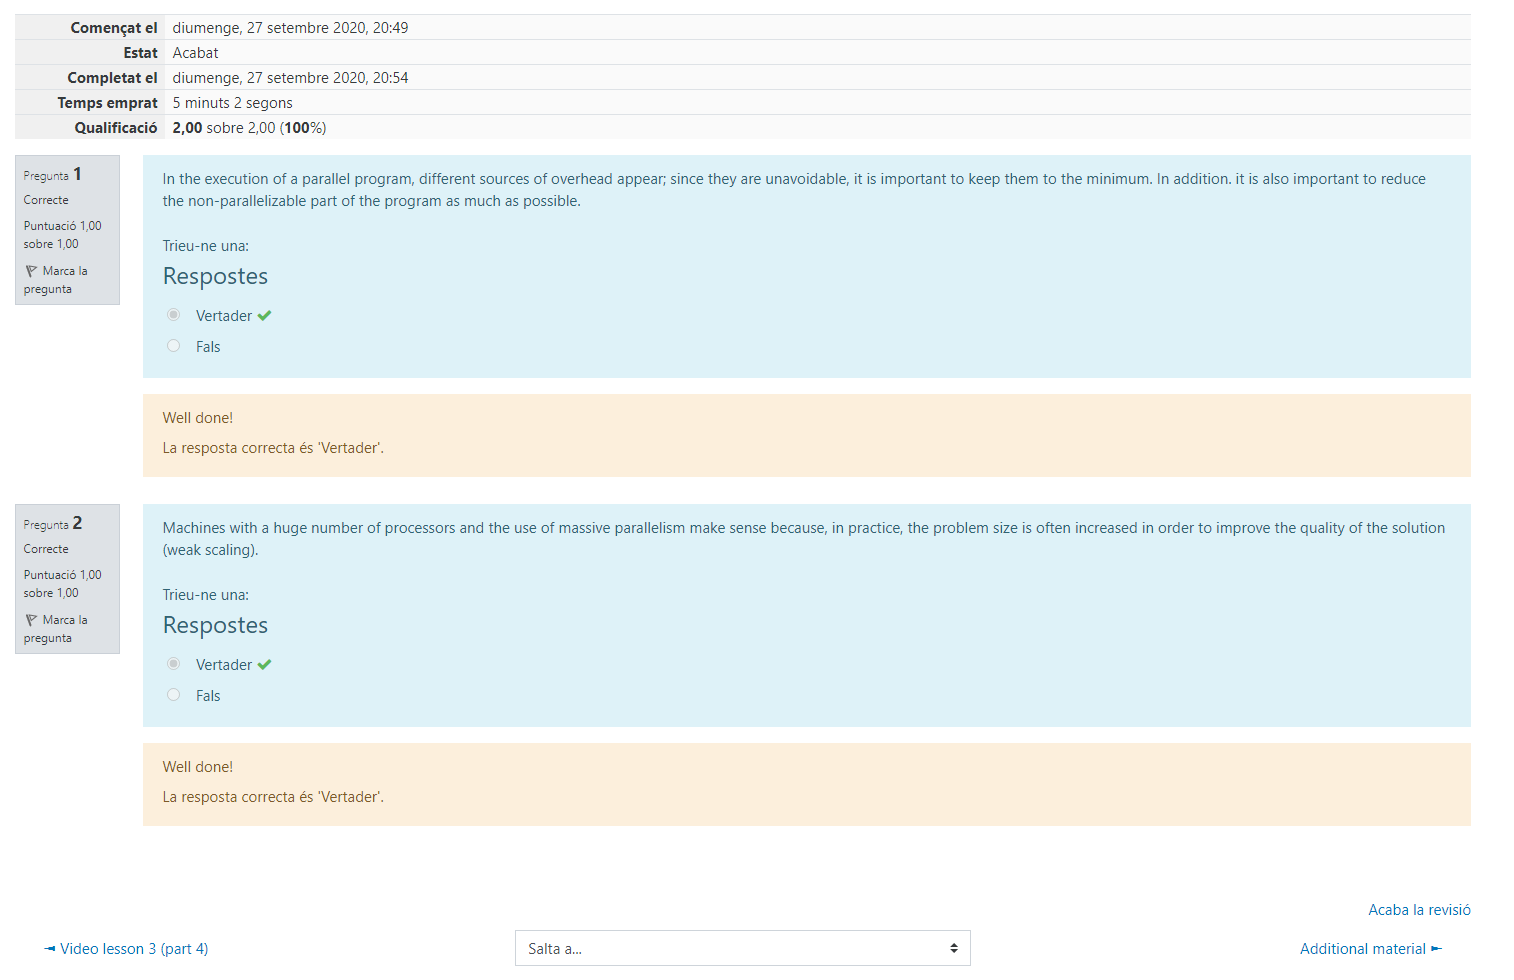 Començat el diumenge, 27 setembre 2020, 20:49
Estat Acabat
Completat el diumenge, 27 setembre 2020, 20:54
Temps emprat 5 minuts 2 segons
Qualificació 2,00 sobre 2,00 (100%)
Pregunta 1
Correcte
Puntuació 1,00
sobre 1,00
Marca la
pregunta
In the execution of a parallel program, different sources of overhead appear; since they are unavoidable, it is important to keep them to the minimum. In addition. it is also important to reduce
the non-parallelizable part of the program as much as possible.
Trieu-ne una:
Respostes
Vertader
Fals
Well done!
La resposta correcta és 'Vertader'.
Pregunta 2
Correcte
Puntuació 1,00
sobre 1,00
Marca la
pregunta
Machines with a huge number of processors and the use of massive parallelism make sense because, in practice, the problem size is often increased in order to improve the quality of the solution
(weak scaling).
Trieu-ne una:
Respostes
Vertader
Fals
Well done!
La resposta correcta és 'Vertader'.
Acaba la revisió
◄ Video lesson 3 (part 4)
Salta a...
Additional material ►